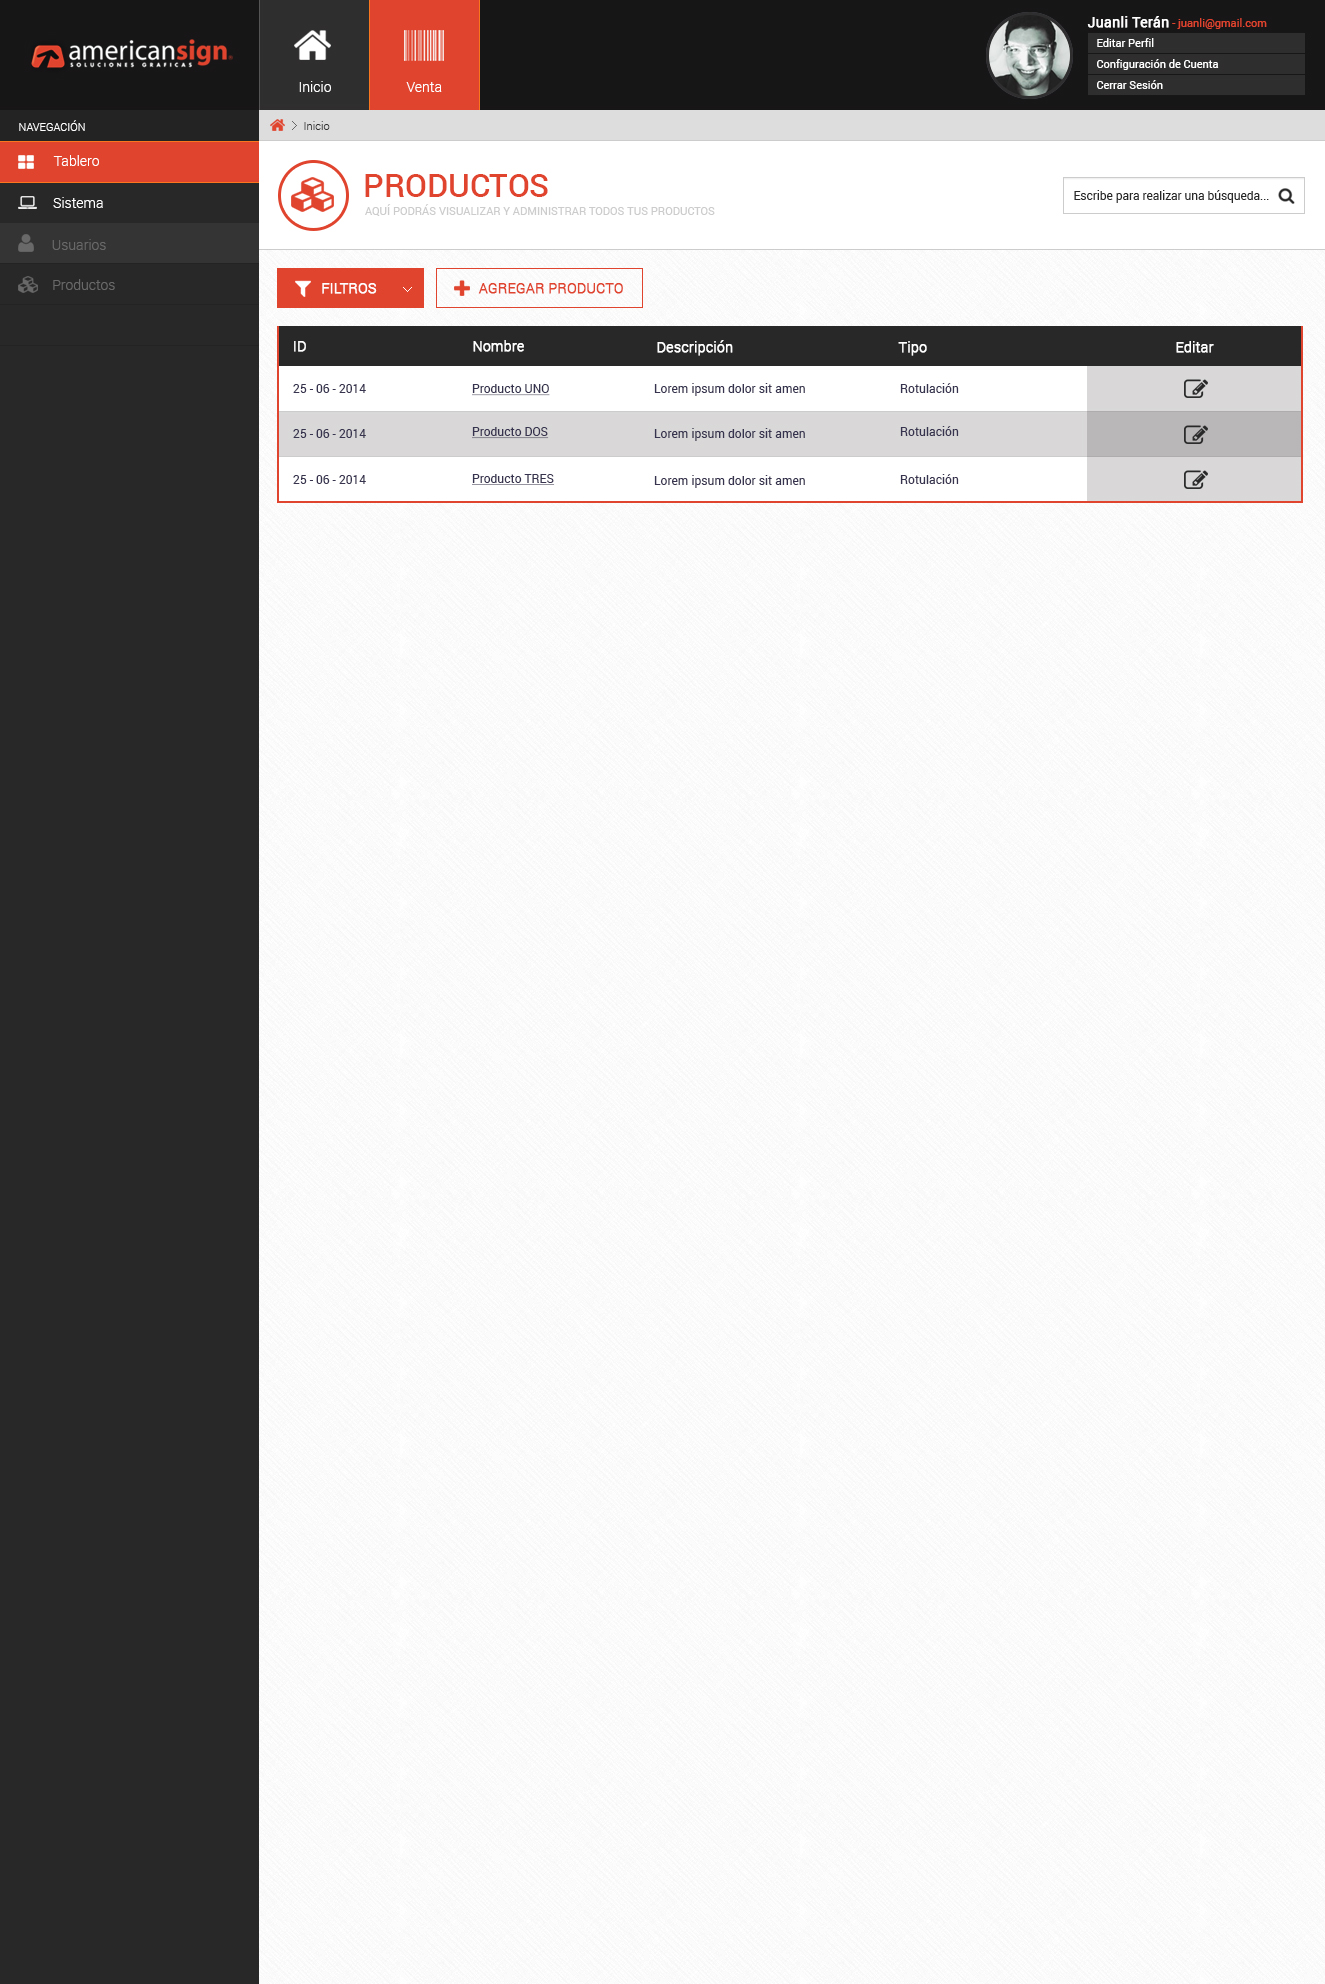 americansign
SOLUCIONES GRAFICAS
Inicio
Venta
Juanli Terán - juanli@gmail.com
Editar Perfil
Configuración de Cuenta
Cerrar Sesión
NAVEGACIÓN
Tablero
Sistema
Usuarios
Productos
Inicio
PRODUCTOS
AQUÍ PODRÁS VISUALIZAR Y ADMINISTRAR TODOS TUS PRODUCTOS
Escribe para realizar una búsqueda...
FILTROS
AGREGAR PRODUCTO
ID Nombre Descripción Tipo Editar
25 - 06 - 2014 Producto UNO Lorem ipsum dolor sit amen Rotulación
25 - 06 - 2014 Producto DOS Lorem ipsum dolor sit amen Rotulación
25 - 06 - 2014 Producto TRES Lorem ipsum dolor sit amen Rotulación